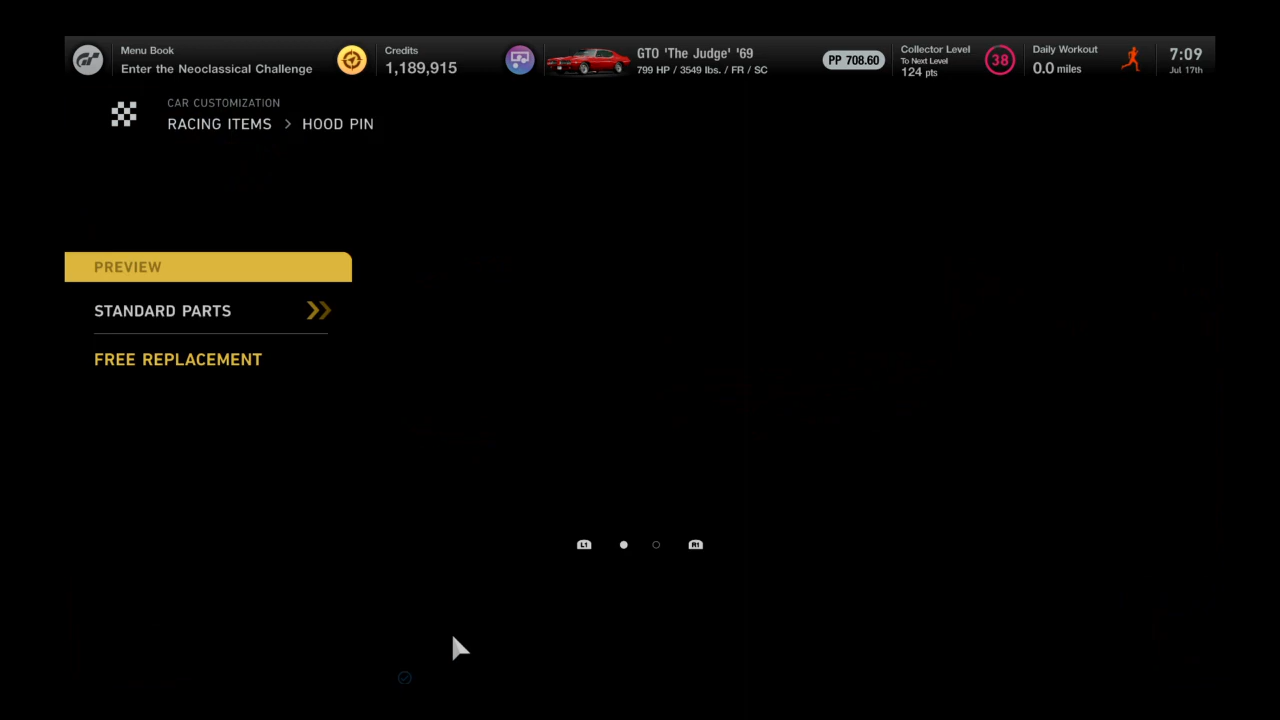 Menu Book
Enter the Neoclassical Challenge
Credits
1,189,915
GTO 'The Judge' '69
799 HP / 3549 lbs. / FR / SC
PP 708.60
Collector Level
To Next Level
124 pts
38
Daily Workout
0.0 miles
7:09
Jul 17th
CAR CUSTOMIZATION
RACING ITEMS > HOOD PIN
PREVIEW
STANDARD PARTS
FREE REPLACEMENT
L1
R1